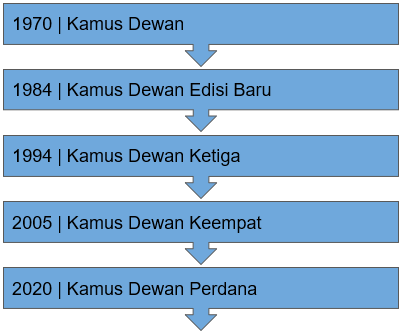 1970 | Kamus Dewan
1984 | Kamus Dewan Edisi Baru
1994 | Kamus Dewan Ketiga
2005 | Kamus Dewan Keempat
2020 | Kamus Dewan Perdana